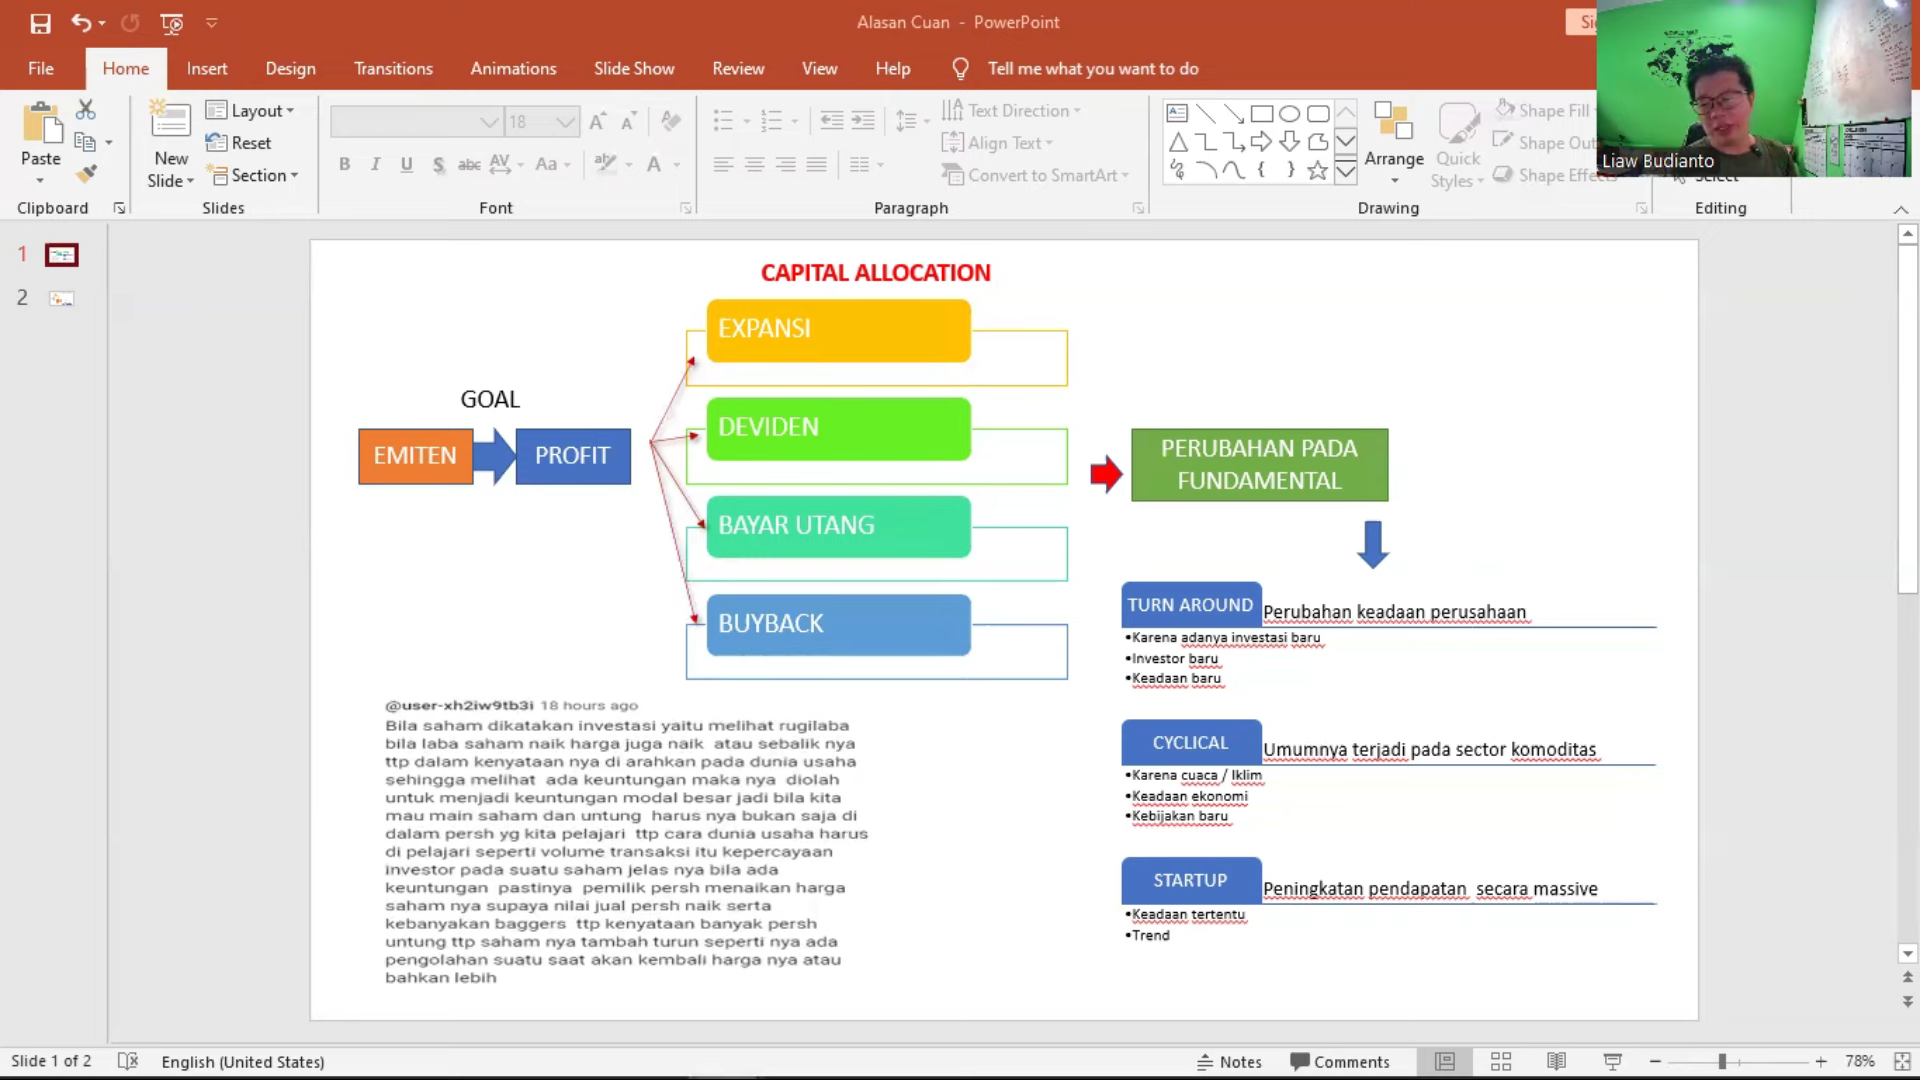 Alasan Cuan - PowerPoint
File
Home
Insert
Design
Transitions
Animations
Slide Show
Review
View
Help
Tell me what you want to do
Paste
New
Slide
Layout
Reset
Section
18
B
I
U
S
abc
AV
Aa
A
Text Direction
Align Text
Convert to SmartArt
Arrange
Quick
Styles
Shape Fill
Shape Effects
Select
Clipboard
Slides
Font
Paragraph
Drawing
Editing
Liaw Budianto
1
2
CAPITAL ALLOCATION
EXPANSI
DEVIDEN
BAYAR UTANG
BUYBACK
GOAL
EMITEN
PROFIT
PERUBAHAN PADA
FUNDAMENTAL
TURN AROUND
Perubahan keadaan perusahaan
•Karena adanya investasi baru
•Investor baru
•Keadaan baru
CYCLICAL
Umumnya terjadi pada sector komoditas
•Karena cuaca / Iklim
•Keadaan ekonomi
•Kebijakan baru
STARTUP
Peningkatan pendapatan secara massive
•Keadaan tertentu
•Trend
@user-xh2iw9tb3i 18 hours ago
Bila saham dikatakan investasi yaitu melihat rugilaba
bila laba saham naik harga juga naik atau sebalik nya
ttp dalam kenyataan nya di arahkan pada dunia usaha
sehingga melihat ada keuntungan maka nya diolah
untuk menjadi keuntungan modal besar jadi bila kita
mau main saham dan untung harus nya bukan saja di
dalam persh yg kita pelajari ttp cara dunia usaha harus
di pelajari seperti volume transaksi itu kepercayaan
investor pada suatu saham jelas nya bila ada
keuntungan pastinya pemilik persh menaikan harga
saham nya supaya nilai jual persh naik serta
kebanyakan baggers ttp kenyataan banyak persh
untung ttp saham nya tambah turun seperti nya ada
pengolahan suatu saat akan kembali harga nya atau
bahkan lebih
Slide 1 of 2
English (United States)
Notes
Comments
78%